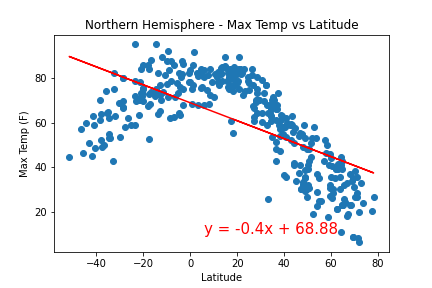 Northern Hemisphere - Max Temp vs Latitude
Max Temp (F)
80
60
40
20
y = -0.4x + 68.88
−40 −20 0 20 40 60 80
Latitude